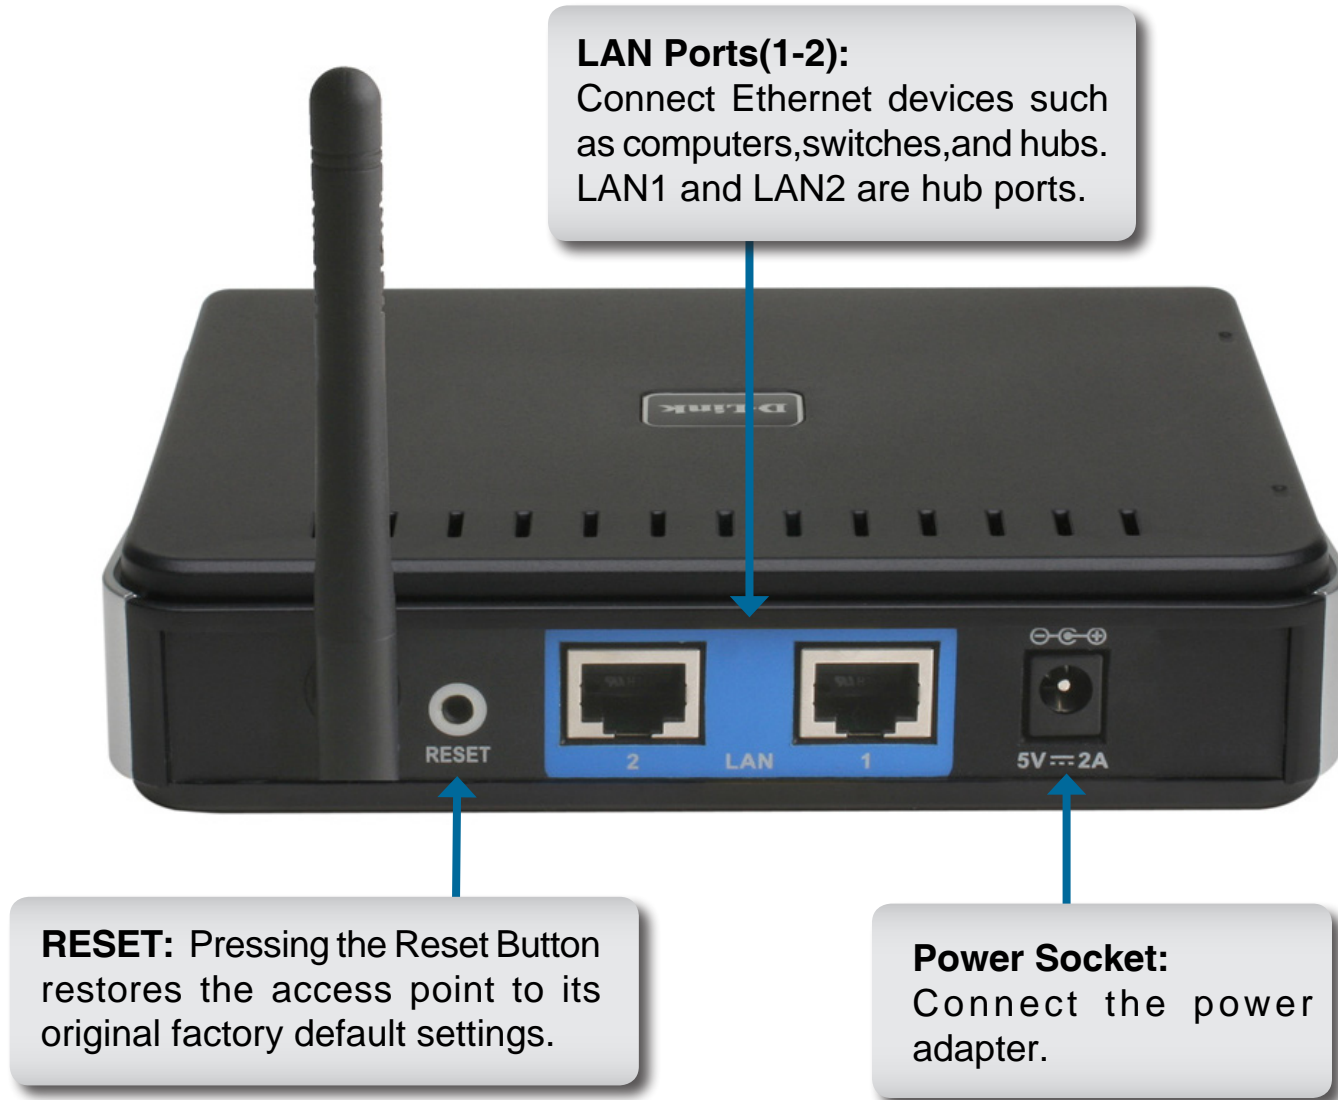 LAN Ports(1-2):
Connect Ethernet devices such
as computers,switches,and hubs.
LAN1 and LAN2 are hub ports.
D-Link
RESET
2 LAN 1
5V⎓2A
RESET: Pressing the Reset Button
restores the access point to its
original factory default settings.
Power Socket:
Connect the power
adapter.